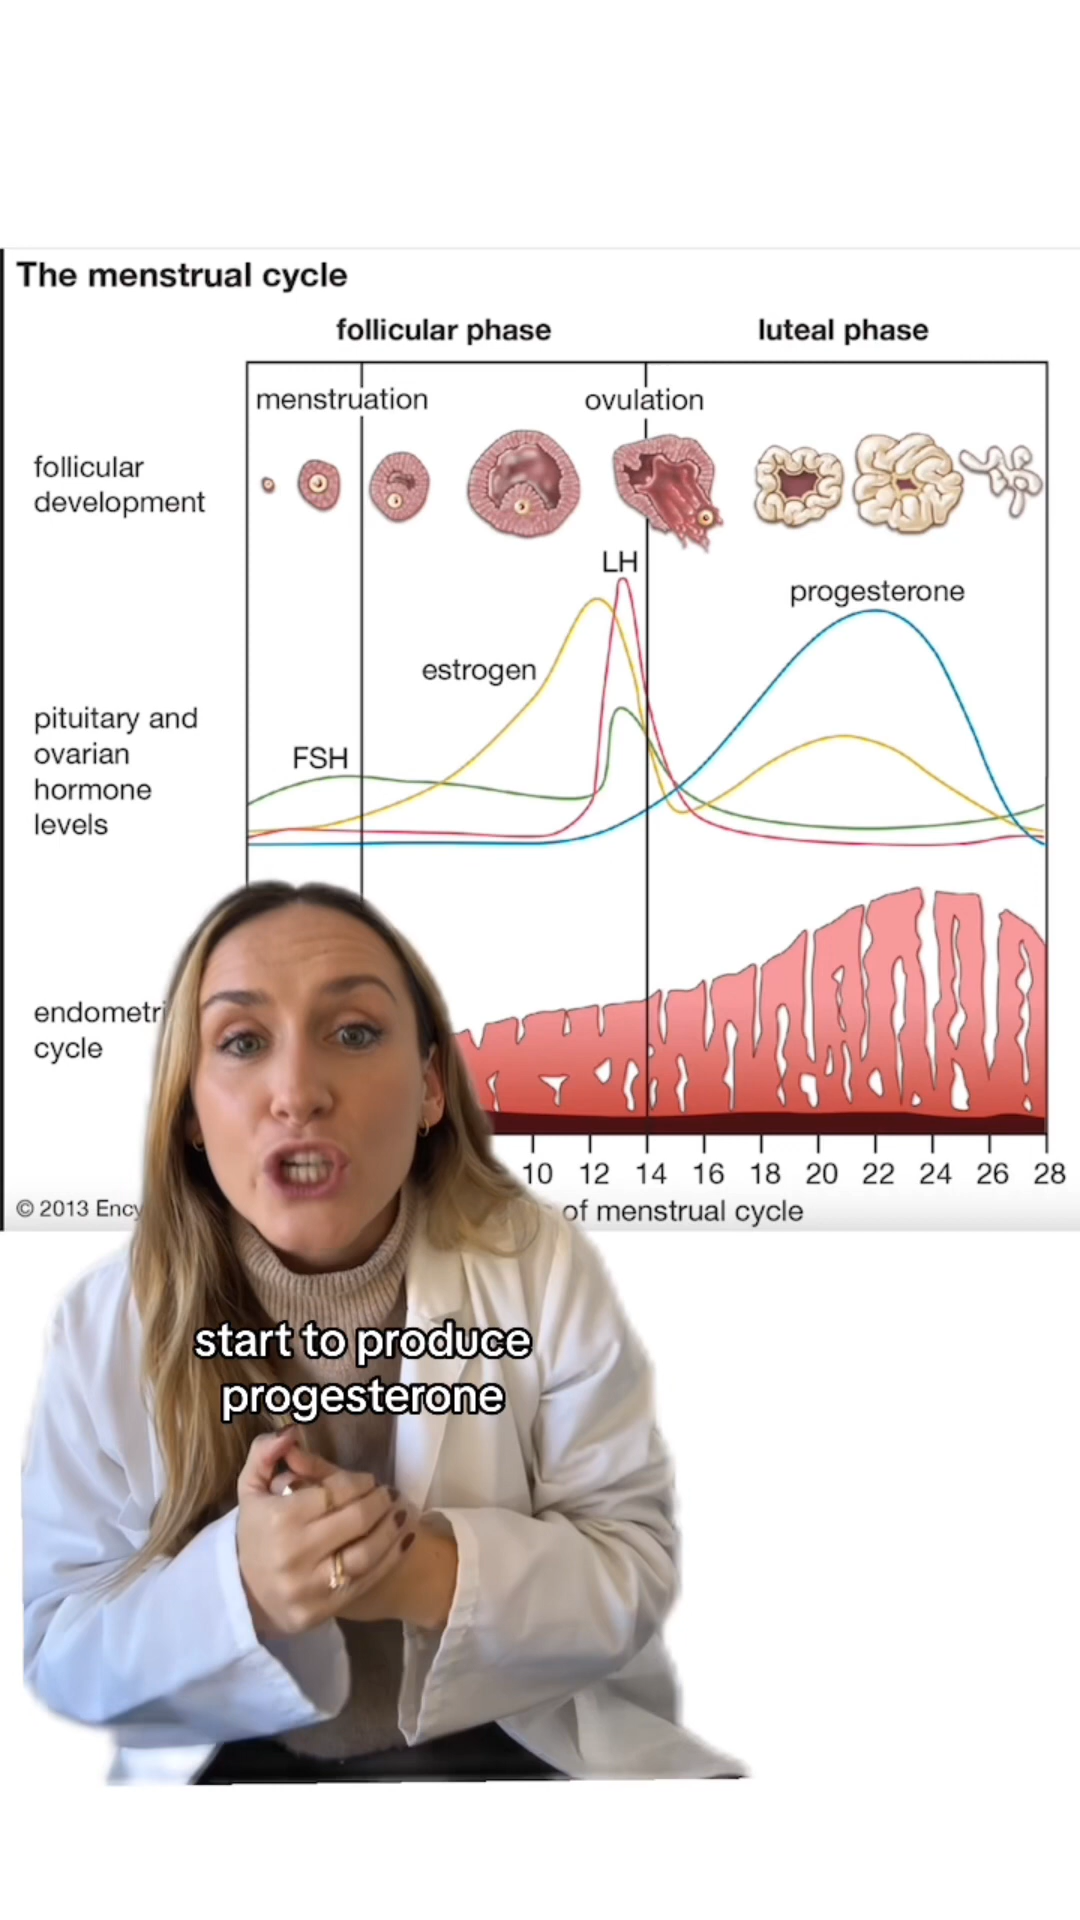 The menstrual cycle
follicular phase
luteal phase
menstruation
ovulation
follicular
development
LH
progesterone
estrogen
pituitary and
ovarian
hormone
levels
FSH
endometri
cycle
10 12 14 16 18 20 22 24 26 28
of menstrual cycle
© 2013 Ency
start to produce
progesterone